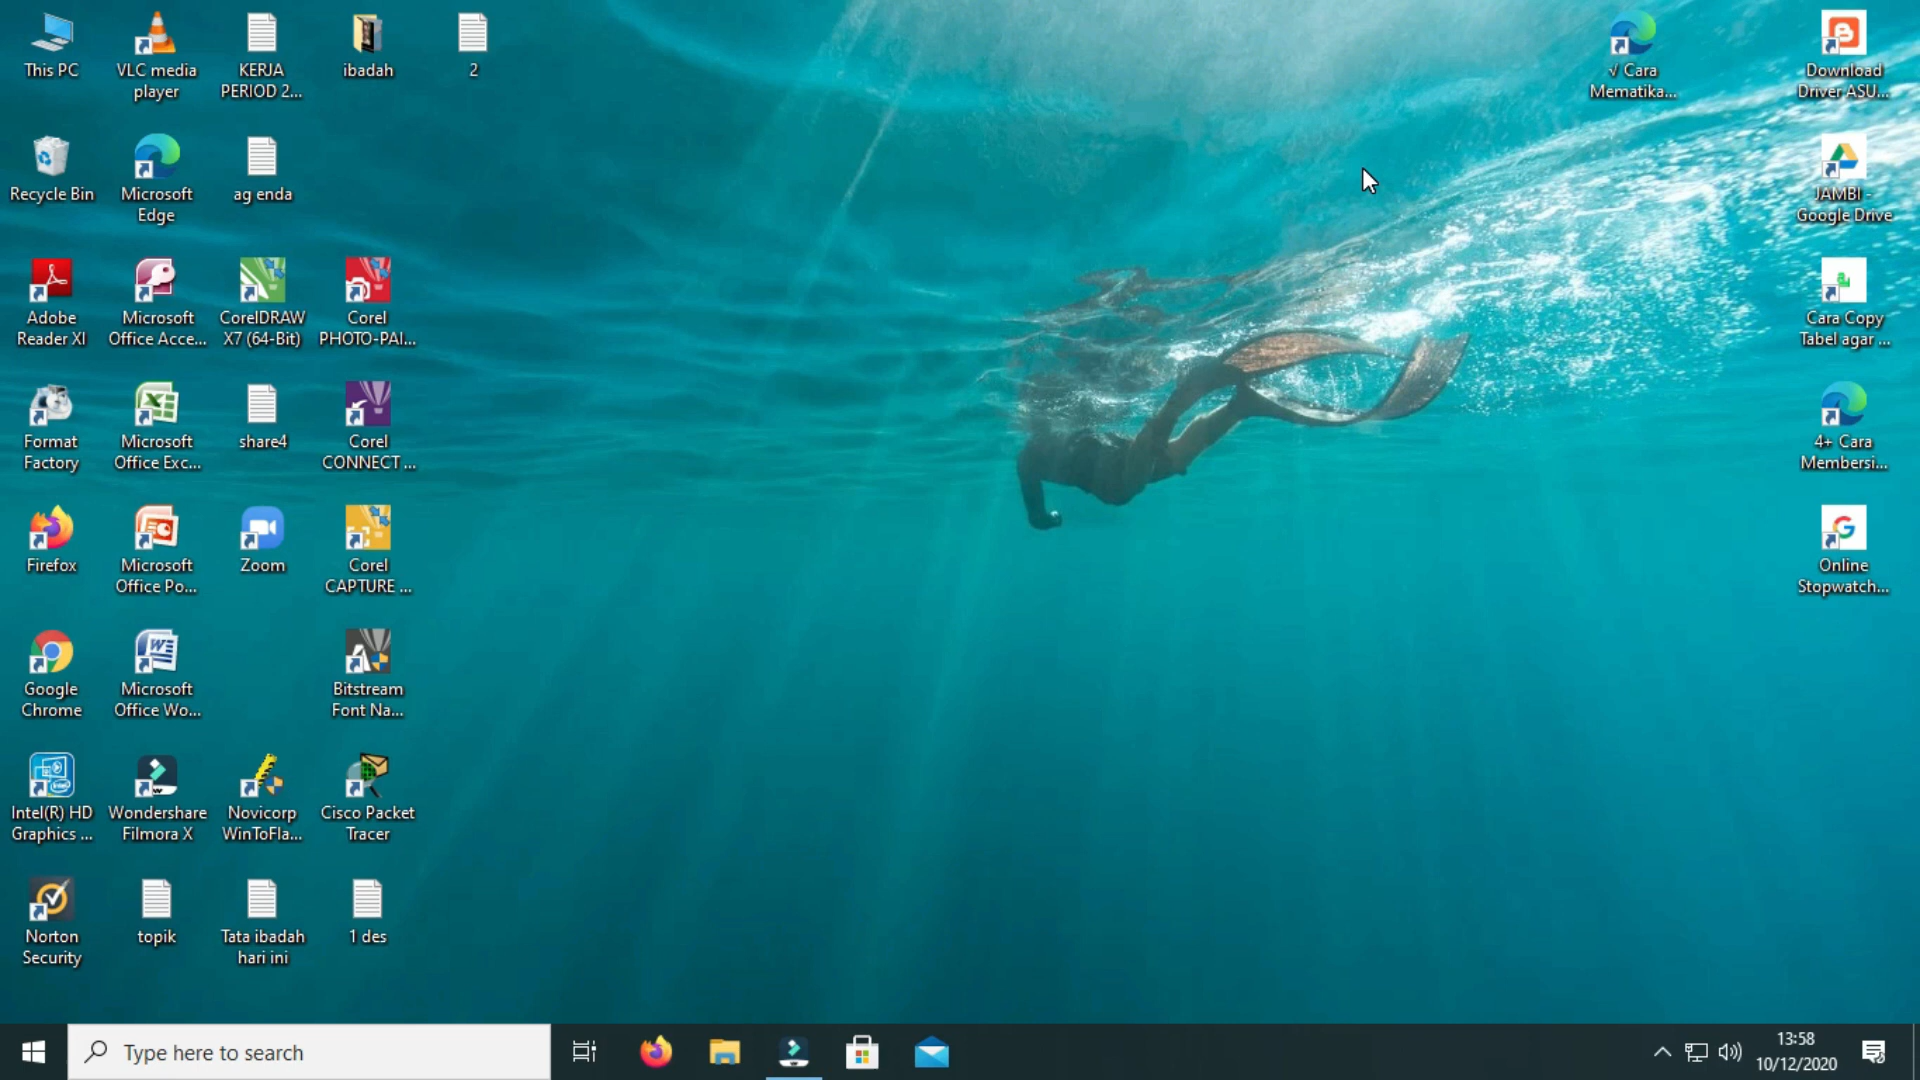 This PC
VLC media
player
KERJA
PERIOD 2...
ibadah
2
√ Cara
Mematika...
Download
Driver ASU...
Recycle Bin
Microsoft
Edge
ag enda
JAMBI -
Google Drive
Adobe
Reader XI
Microsoft
Office Acce...
CorelDRAW
X7 (64-Bit)
Corel
PHOTO-PAI...
Cara Copy
Tabel agar ...
Format
Factory
Microsoft
Office Exc...
share4
Corel
CONNECT ...
4+ Cara
Membersi...
Firefox
Microsoft
Office Po...
Zoom
Corel
CAPTURE ...
Online
Stopwatch...
Google
Chrome
Microsoft
Office Wo...
Bitstream
Font Na...
Intel(R) HD
Graphics ...
Wondershare
Filmora X
Novicorp
WinToFla...
Cisco Packet
Tracer
Norton
Security
topik
Tata ibadah
hari ini
1 des
Type here to search
13:58
10/12/2020